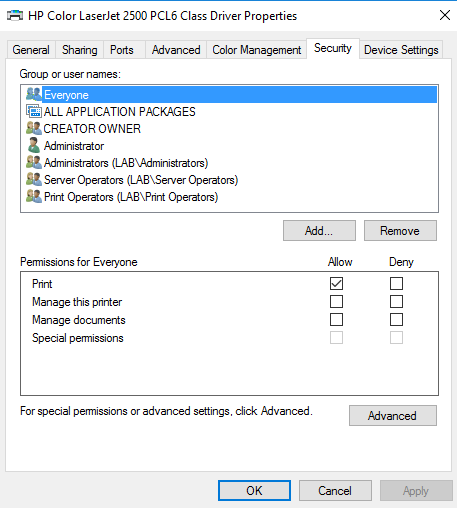 HP Color LaserJet 2500 PCL6 Class Driver Properties
General Sharing Ports Advanced Color Management Security Device Settings
Group or user names:
Everyone
ALL APPLICATION PACKAGES
CREATOR OWNER
Administrator
Administrators (LAB\Administrators)
Server Operators (LAB\Server Operators)
Print Operators (LAB\Print Operators)
Add... Remove
Permissions for Everyone Allow Deny
Print
Manage this printer
Manage documents
Special permissions
For special permissions or advanced settings, click Advanced. Advanced
OK Cancel Apply